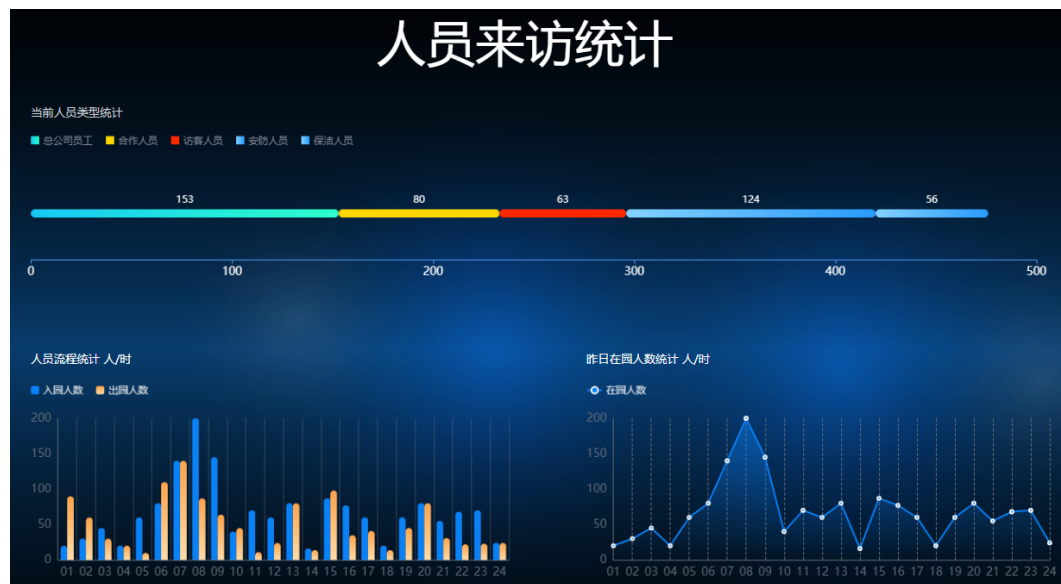 人员来访统计
当前人员类型统计
总公司员工 合作人员 访客人员 安防人员 保洁人员
153 80 63 124 56
0 100 200 300 400 500
人员流程统计 人/时
入园人数 出园人数
200
150
100
50
0
01 02 03 04 05 06 07 08 09 10 11 12 13 14 15 16 17 18 19 20 21 22 23 24
昨日在园人数统计 人/时
在园人数
200
150
100
50
0
01 02 03 04 05 06 07 08 09 10 11 12 13 14 15 16 17 18 19 20 21 22 23 24